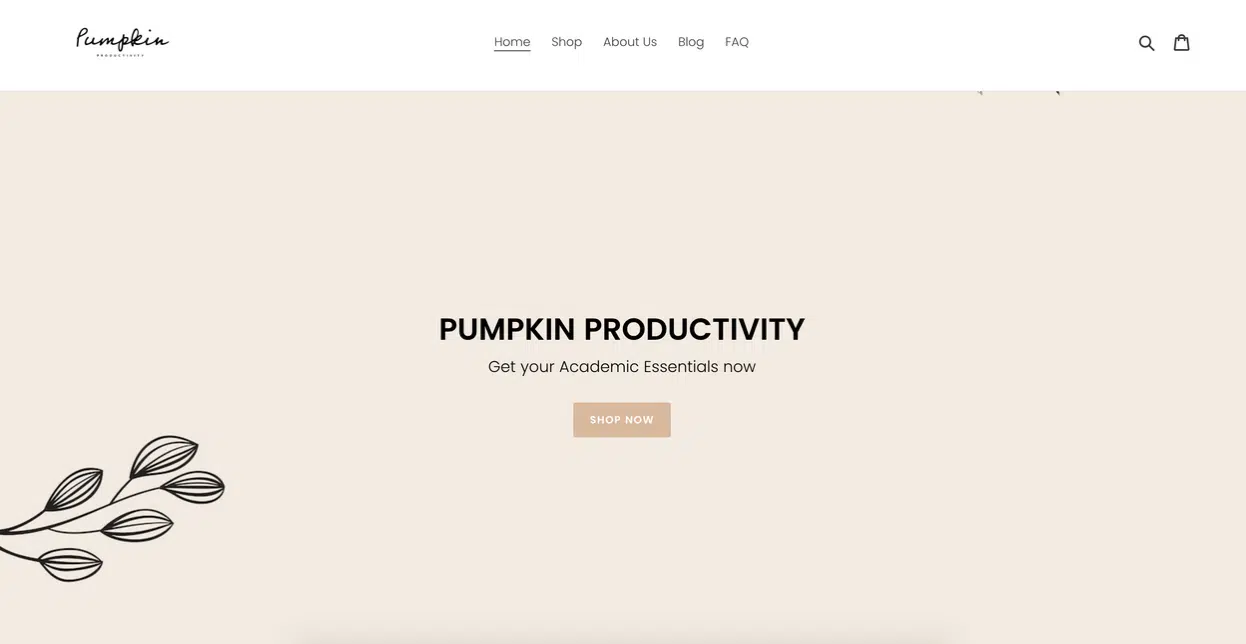 Pumpkin
PRODUCTIVITY
Home Shop About Us Blog FAQ
PUMPKIN PRODUCTIVITY
Get your Academic Essentials now
SHOP NOW